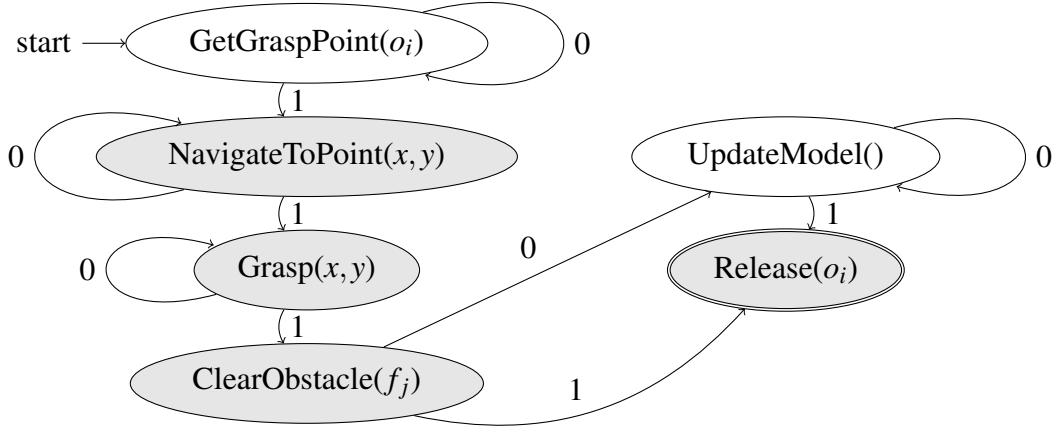 start GetGraspPoint(o_i) 0
1
0 NavigateToPoint(x, y) UpdateModel() 0
1 1
0
0 Grasp(x, y) Release(o_i)
1
ClearObstacle(f_j) 1